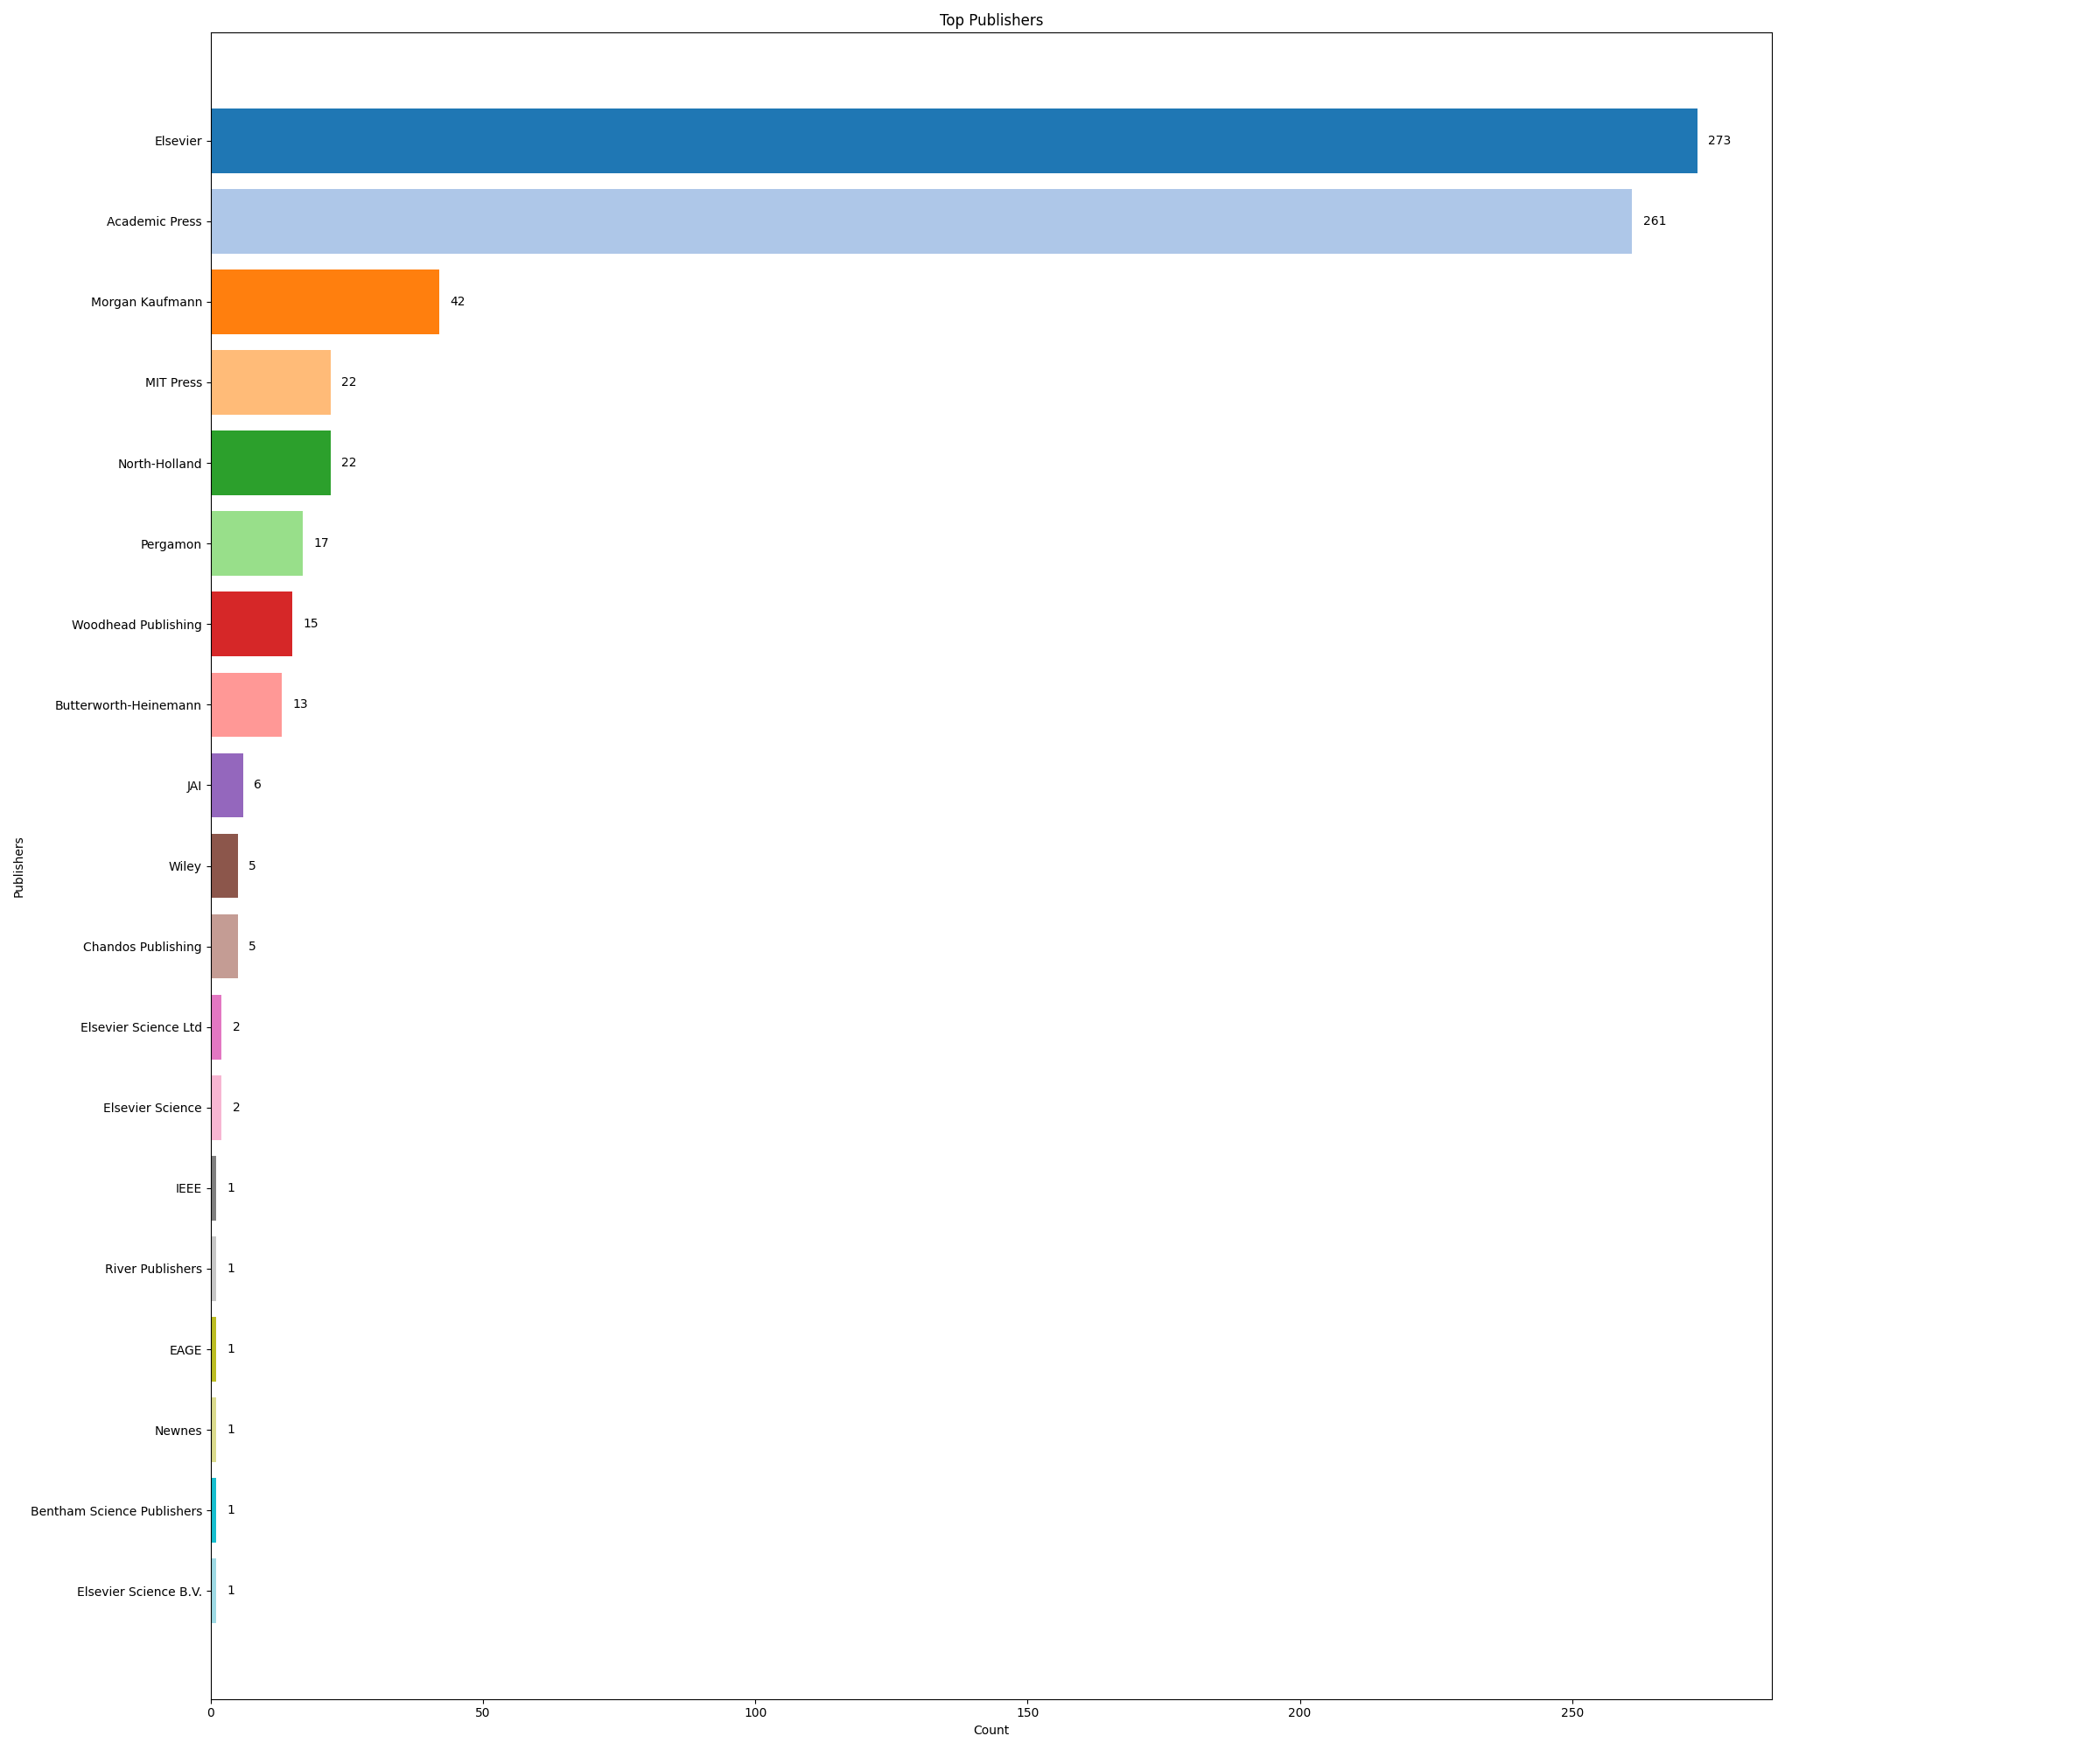 Top Publishers
Elsevier 273
Academic Press 261
Morgan Kaufmann 42
MIT Press 22
North-Holland 22
Pergamon 17
Woodhead Publishing 15
Butterworth-Heinemann 13
JAI 6
Wiley 5
Chandos Publishing 5
Elsevier Science Ltd 2
Elsevier Science 2
IEEE 1
River Publishers 1
EAGE 1
Newnes 1
Bentham Science Publishers 1
Elsevier Science B.V. 1
Publishers
0 50 100 150 200 250
Count